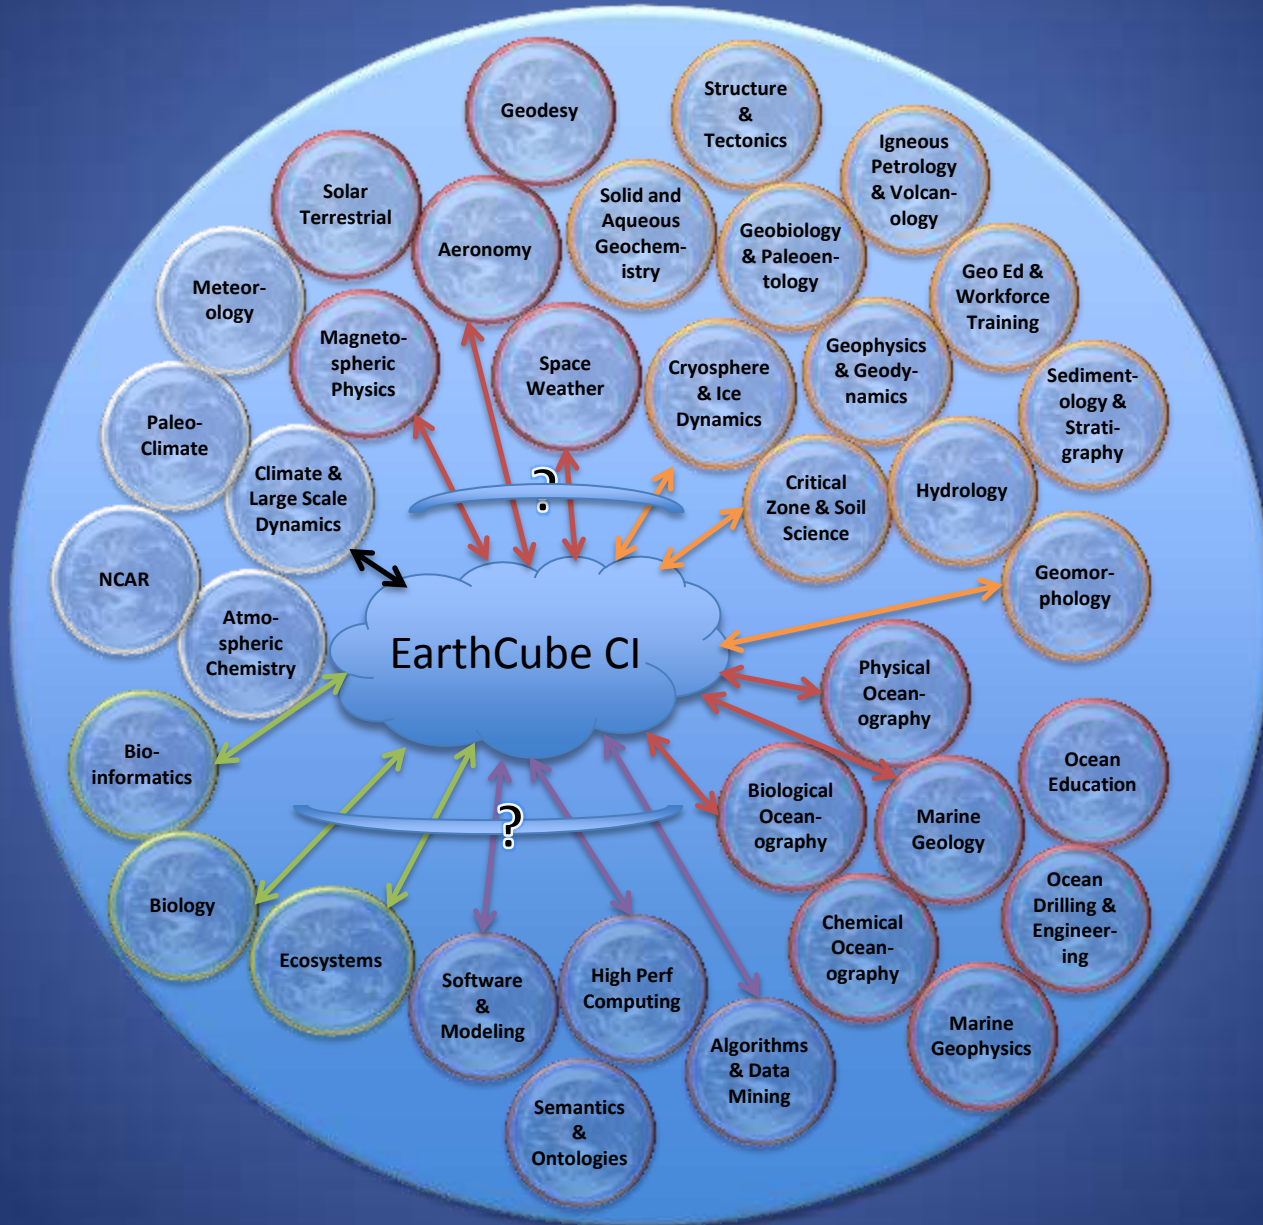 Geodesy
Structure
&
Tectonics
Igneous
Petrology
& Volcan-
ology
Solar
Terrestrial
Aeronomy
Solid and
Aqueous
Geochem-
istry
Geobiology
& Paleoen-
tology
Geo Ed &
Workforce
Training
Meteor-
ology
Magneto-
spheric
Physics
Space
Weather
Cryosphere
& Ice
Dynamics
Geophysics
& Geody-
namics
Sediment-
ology &
Strati-
graphy
Paleo-
Climate
Climate &
Large Scale
Dynamics
?
Critical
Zone & Soil
Science
Hydrology
NCAR
Atmo-
spheric
Chemistry
EarthCube CI
Geomor-
phology
Physical
Ocean-
ography
Bio-
informatics
Biological
Ocean-
ography
Marine
Geology
Ocean
Education
?
Biology
Ecosystems
Software
&
Modeling
High Perf
Computing
Chemical
Ocean-
ography
Ocean
Drilling &
Engineer-
ing
Algorithms
& Data
Mining
Marine
Geophysics
Semantics
&
Ontologies